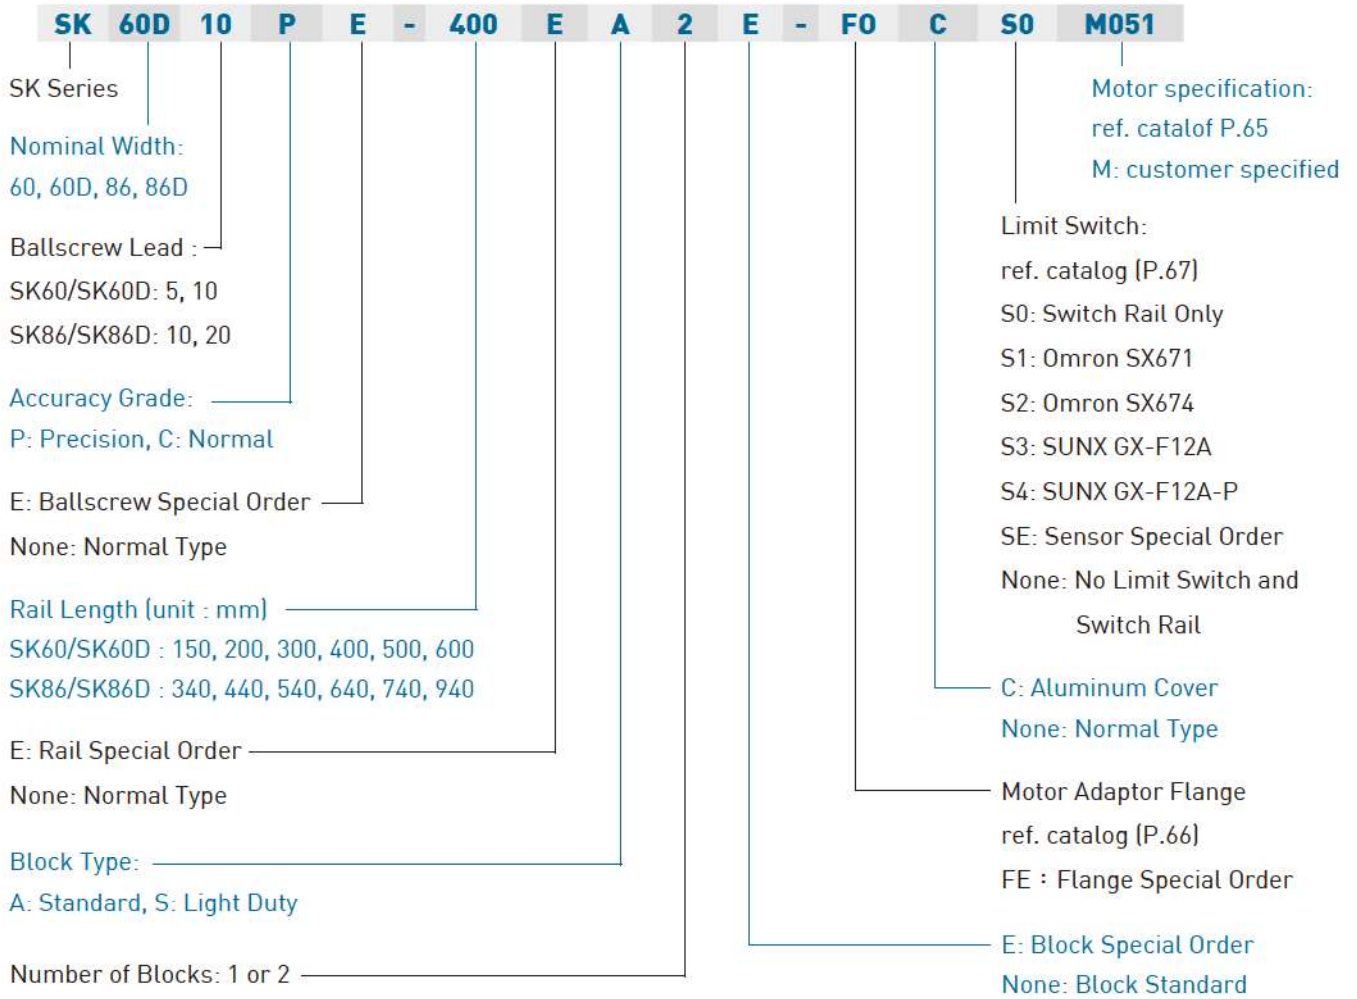 SK 60D 10 P E - 400 E A 2 E - F0 C S0 M051
SK Series
Nominal Width:
60, 60D, 86, 86D
Ballscrew Lead :
SK60/SK60D: 5, 10
SK86/SK86D: 10, 20
Accuracy Grade:
P: Precision, C: Normal
E: Ballscrew Special Order
None: Normal Type
Rail Length (unit : mm)
SK60/SK60D : 150, 200, 300, 400, 500, 600
SK86/SK86D : 340, 440, 540, 640, 740, 940
E: Rail Special Order
None: Normal Type
Block Type:
A: Standard, S: Light Duty
Number of Blocks: 1 or 2
Motor specification:
ref. catalof P.65
M: customer specified
Limit Switch:
ref. catalog (P.67)
S0: Switch Rail Only
S1: Omron SX671
S2: Omron SX674
S3: SUNX GX-F12A
S4: SUNX GX-F12A-P
SE: Sensor Special Order
None: No Limit Switch and
Switch Rail
C: Aluminum Cover
None: Normal Type
Motor Adaptor Flange
ref. catalog (P.66)
FE：Flange Special Order
E: Block Special Order
None: Block Standard